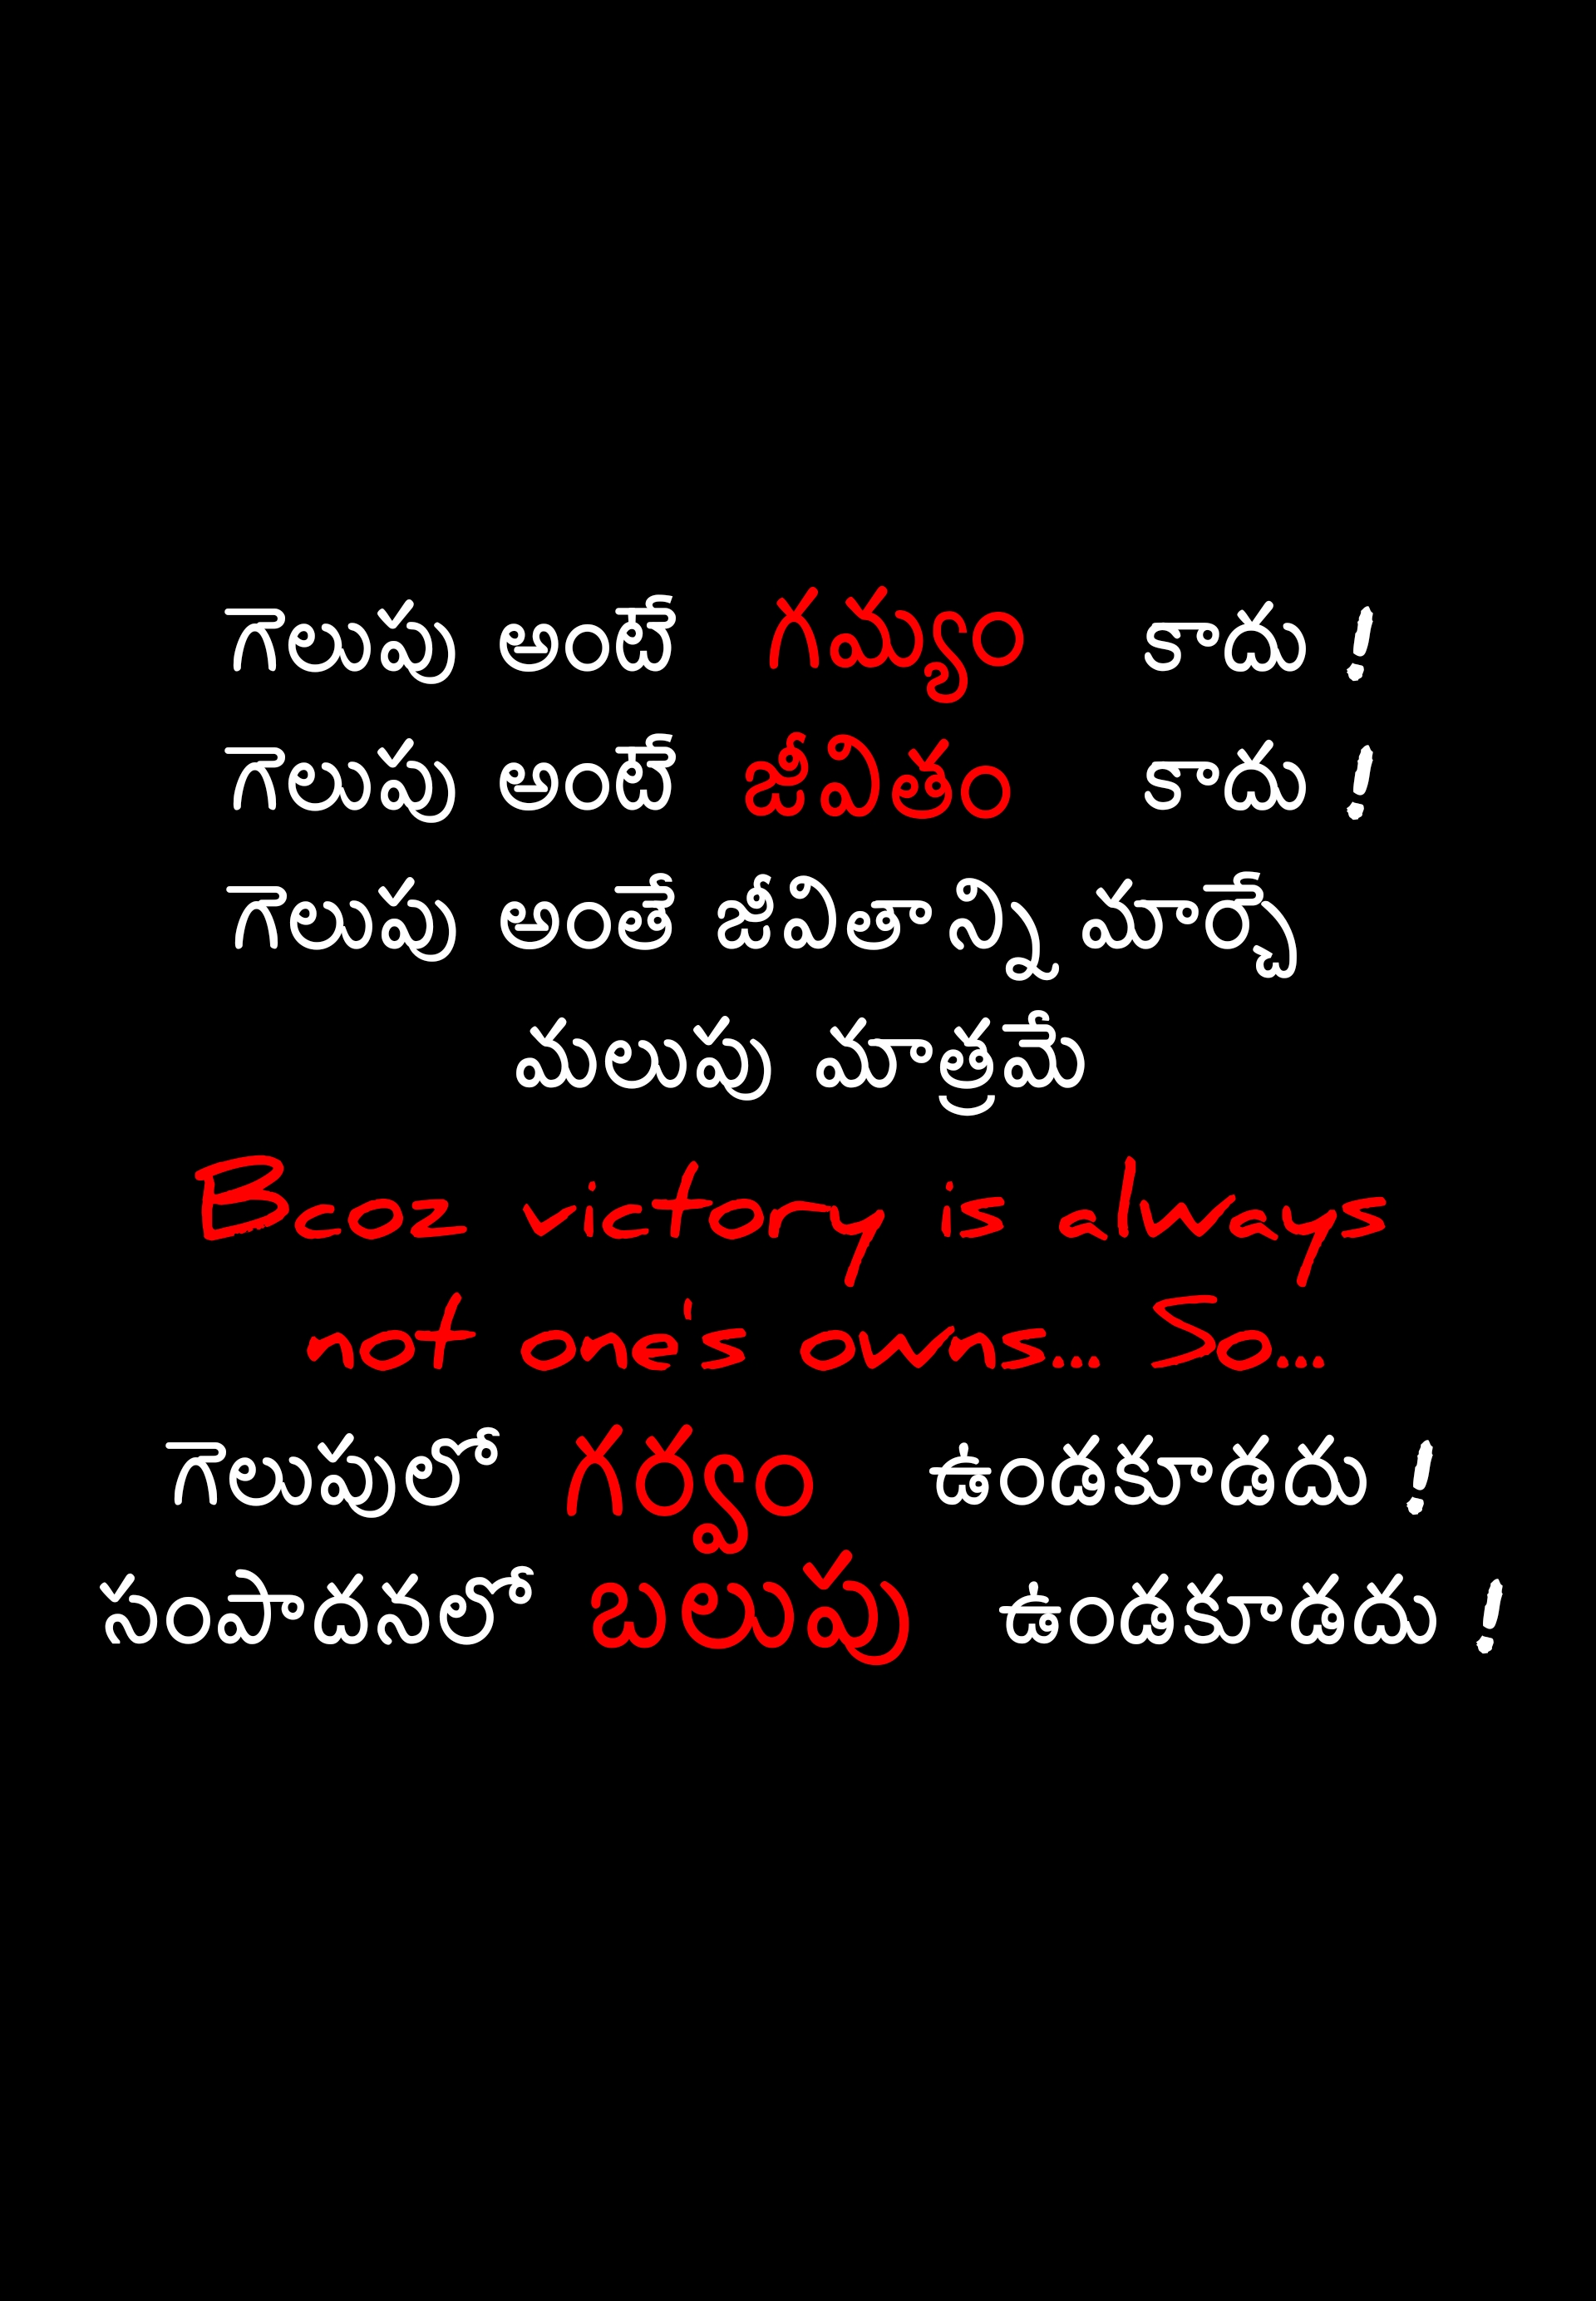 గెలుపు అంటే గమ్యం కాదు !
గెలుపు అంటే జీవితం కాదు !
గెలుపు అంతే జీవితాన్ని మార్చే
మలుపు మాత్రమే
Bcoz victory is always
not one's owns... So...
గెలుపులో గర్వం ఉండకూడదు !
సంపాదనలో బలుపు ఉండకూడదు !